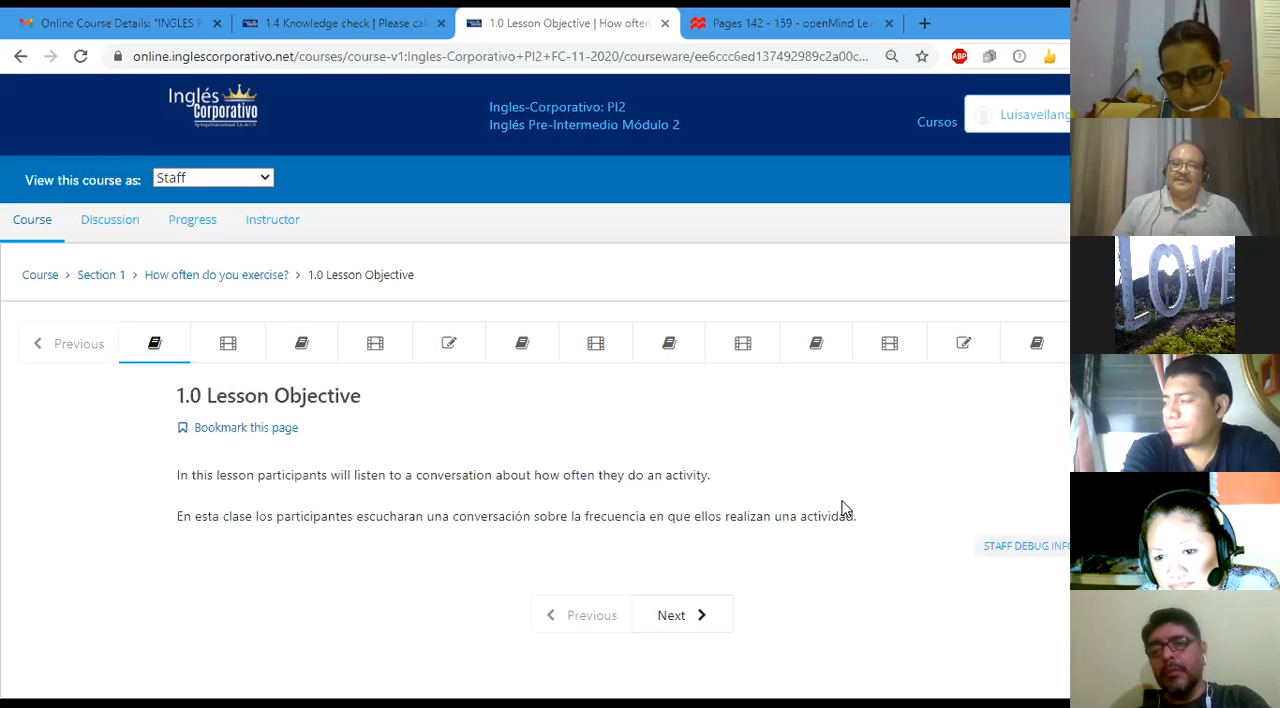 Online Course Details: "INGLES P
1.4 Knowledge check | Please cal
1.0 Lesson Objective | How often
Pages 142 - 159 - openMind Le
online.inglescorporativo.net/courses/course-v1:Ingles-Corporativo+PI2+FC-11-2020/courseware/ee6ccc6ed137492989c2a00c...
ABP
Inglés
Corporativo
Ingles-Corporativo: PI2
Inglés Pre-Intermedio Módulo 2
Cursos
Luisavellang
View this course as:
Staff
Course
Discussion
Progress
Instructor
Course > Section 1 > How often do you exercise? > 1.0 Lesson Objective
Previous
1.0 Lesson Objective
Bookmark this page
In this lesson participants will listen to a conversation about how often they do an activity.
En esta clase los participantes escucharan una conversación sobre la frecuencia en que ellos realizan una actividad.
STAFF DEBUG INFO
Previous
Next
LOVE